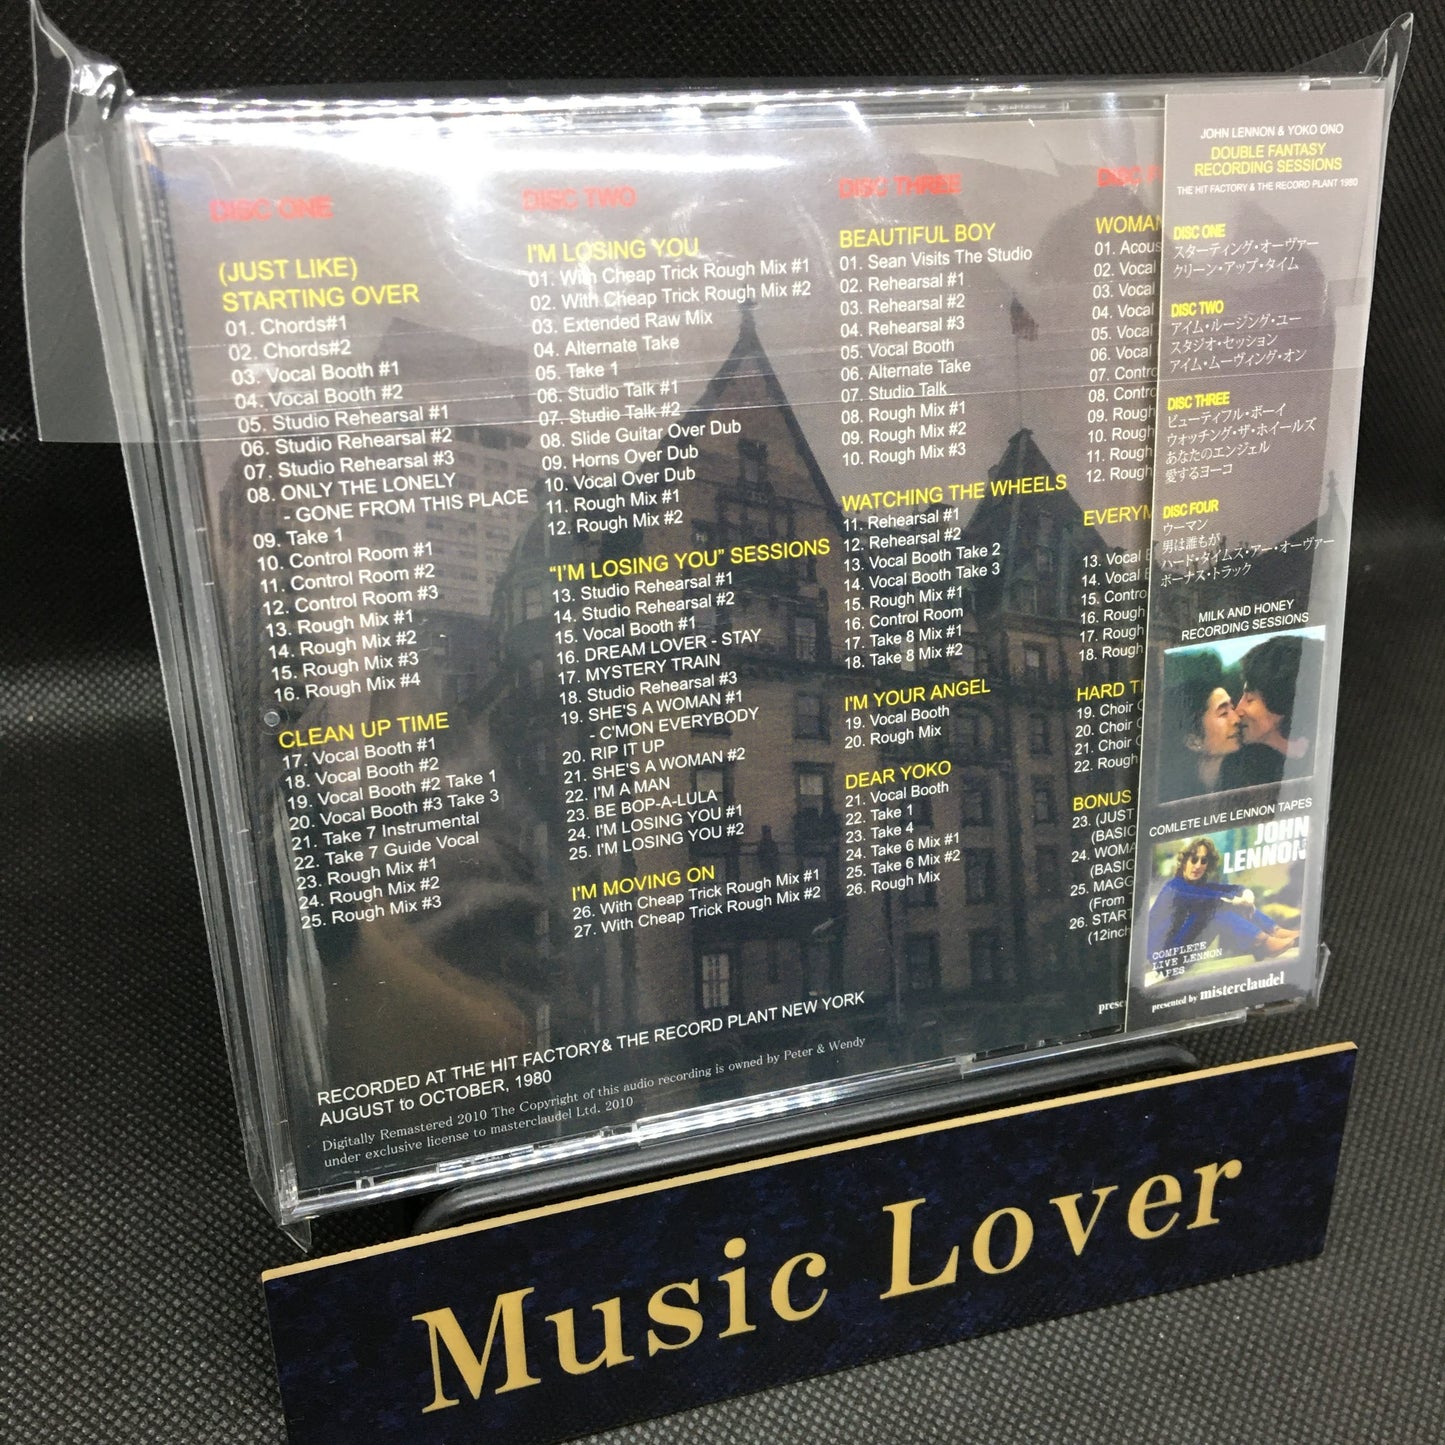 DISC ONE
(JUST LIKE)
STARTING OVER
01. Chords#1
02. Chords#2
03. Vocal Booth #1
04. Vocal Booth #2
05. Studio Rehearsal #1
06. Studio Rehearsal #2
07. Studio Rehearsal #3
08. ONLY THE LONELY
- GONE FROM THIS PLACE
09. Take 1
10. Control Room #1
11. Control Room #2
12. Control Room #3
13. Rough Mix #1
14. Rough Mix #2
15. Rough Mix #3
16. Rough Mix #4
CLEAN UP TIME
17. Vocal Booth #1
18. Vocal Booth #2
19. Vocal Booth #2 Take 1
20. Vocal Booth #3 Take 3
21. Take 7 Instrumental
22. Take 7 Guide Vocal
23. Rough Mix #1
24. Rough Mix #2
25. Rough Mix #3
DISC TWO
I'M LOSING YOU
01. With Cheap Trick Rough Mix #1
02. With Cheap Trick Rough Mix #2
03. Extended Raw Mix
04. Alternate Take
05. Take 1
06. Studio Talk #1
07. Studio Talk #2
08. Slide Guitar Over Dub
09. Horns Over Dub
10. Vocal Over Dub
11. Rough Mix #1
12. Rough Mix #2
“I'M LOSING YOU” SESSIONS
13. Studio Rehearsal #1
14. Studio Rehearsal #2
15. Vocal Booth #1
16. DREAM LOVER - STAY
17. MYSTERY TRAIN
18. Studio Rehearsal #3
19. SHE'S A WOMAN #1
- C'MON EVERYBODY
20. RIP IT UP
21. SHE'S A WOMAN #2
22. I'M A MAN
23. BE BOP-A-LULA
24. I'M LOSING YOU #1
25. I'M LOSING YOU #2
I'M MOVING ON
26. With Cheap Trick Rough Mix #1
27. With Cheap Trick Rough Mix #2
DISC THREE
BEAUTIFUL BOY
01. Sean Visits The Studio
02. Rehearsal #1
03. Rehearsal #2
04. Rehearsal #3
05. Vocal Booth
06. Alternate Take
07. Studio Talk
08. Rough Mix #1
09. Rough Mix #2
10. Rough Mix #3
WATCHING THE WHEELS
11. Rehearsal #1
12. Rehearsal #2
13. Vocal Booth Take 2
14. Vocal Booth Take 3
15. Rough Mix #1
16. Control Room
17. Take 8 Mix #1
18. Take 8 Mix #2
I'M YOUR ANGEL
19. Vocal Booth
20. Rough Mix
DEAR YOKO
21. Vocal Booth
22. Take 1
23. Take 4
24. Take 6 Mix #1
25. Take 6 Mix #2
26. Rough Mix
DISC F
WOMAN
01. Acous
02. Vocal
03. Vocal
04. Vocal
05. Vocal
06. Vocal
07. Contro
08. Contro
09. Rough
10. Rough
11. Rough
12. Rough
EVERYM
13. Vocal B
14. Vocal B
15. Contro
16. Rough
17. Rough
18. Rough
HARD TI
19. Choir O
20. Choir C
21. Choir C
22. Rough
BONUS
23. (JUST
(BASIC
24. WOMA
(BASIC
25. MAGG
(From
26. START
(12inch
RECORDED AT THE HIT FACTORY& THE RECORD PLANT NEW YORK
AUGUST to OCTOBER, 1980
Digitally Remastered 2010 The Copyright of this audio recording is owned by Peter & Wendy
under exclusive license to masterclaudel Ltd. 2010
prese
JOHN LENNON & YOKO ONO
DOUBLE FANTASY
RECORDING SESSIONS
THE HIT FACTORY & THE RECORD PLANT 1980
DISC ONE
スターティング・オーヴァー
クリーン・アップ・タイム
DISC TWO
アイム・ルージング・ユー
スタジオ・セッション
アイム・ムーヴィング・オン
DISC THREE
ビューティフル・ボーイ
ウォッチング・ザ・ホイールズ
あなたのエンジェル
愛するヨーコ
DISC FOUR
ウーマン
男は誰もが
ハード・タイムス・アー・オーヴァー
ボーナス・トラック
MILK AND HONEY
RECORDING SESSIONS
COMLETE LIVE LENNON TAPES
JOHN
LENNON
COMPLETE
LIVE LENNON
TAPES
presented by misterclaudel
Music Lover